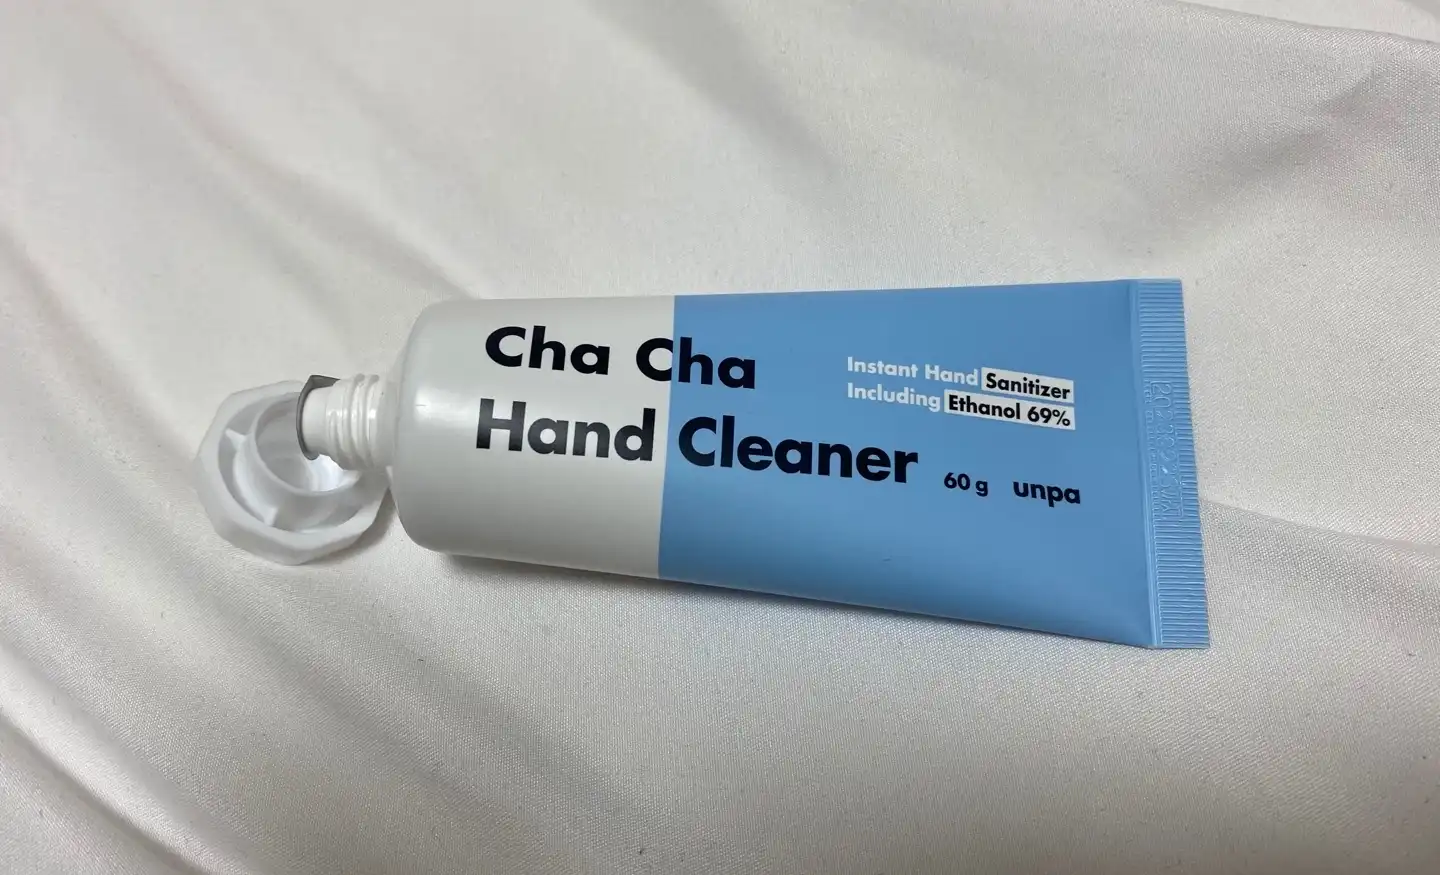 Cha Cha
Hand Cleaner
Instant Hand Sanitizer
Including Ethanol 69%
60 g unpa